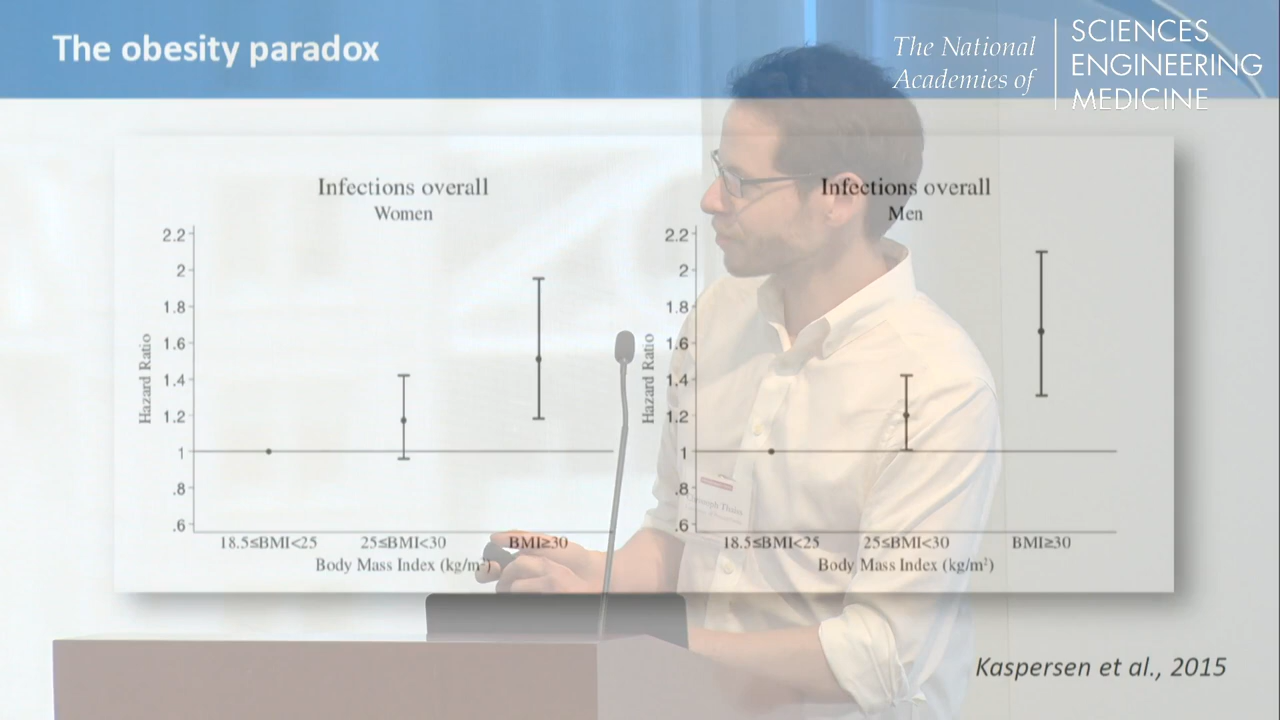 The obesity paradox
The National
Academies of
SCIENCES
ENGINEERING
MEDICINE
Infections overall
Women
Hazard Ratio
2.2
2
1.8
1.6
1.4
1.2
1
.8
.6
18.5≤BMI<25
25≤BMI<30
BMI≥30
Body Mass Index (kg/m²)
Infections overall
Men
Hazard Ratio
2.2
2
1.8
1.6
1.4
1.2
1
.8
.6
18.5≤BMI<25
25≤BMI<30
BMI≥30
Body Mass Index (kg/m²)
Kaspersen et al., 2015